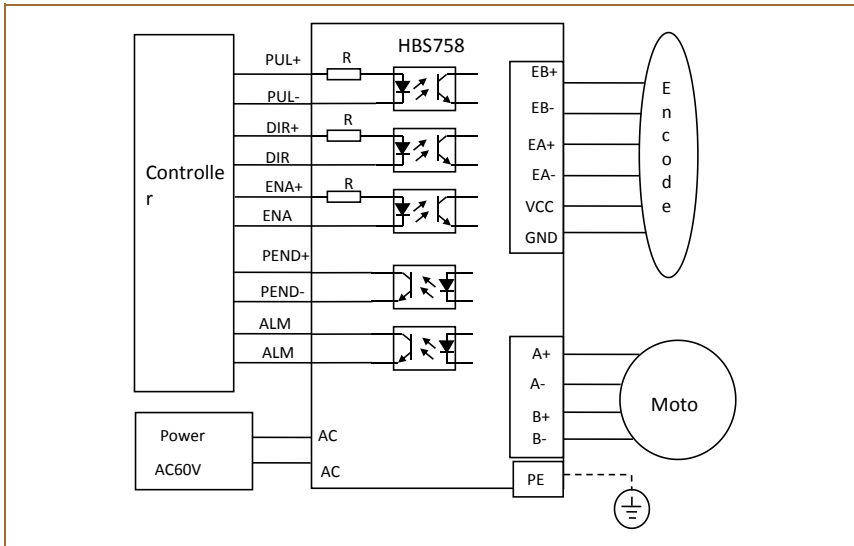 HBS758
PUL+
R
PUL-
DIR+
R
DIR
ENA+
R
ENA
PEND+
PEND-
ALM
ALM
Controlle
r
Power
AC60V
AC
AC
EB+
EB-
EA+
EA-
VCC
GND
E
n
c
o
d
e
A+
A-
B+
B-
Moto
PE